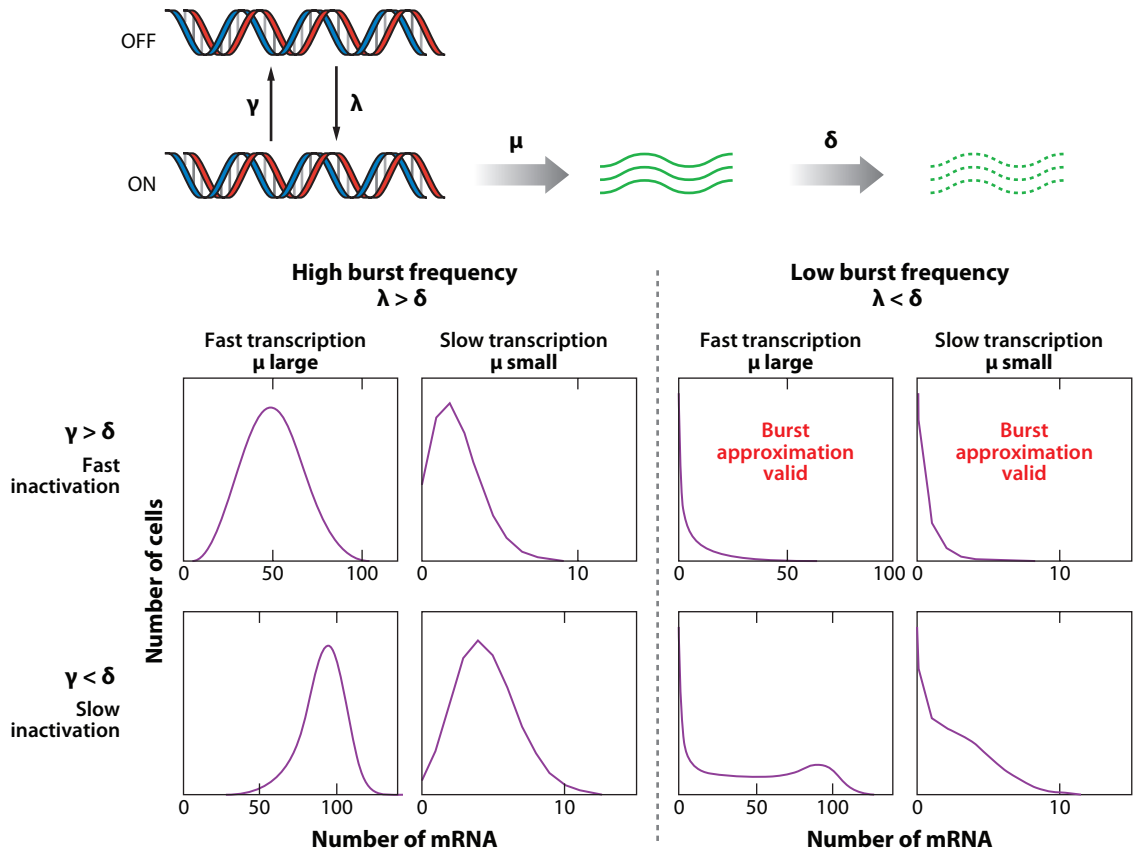 OFF
γ
λ
ON
μ
δ
High burst frequency
λ > δ
Low burst frequency
λ < δ
Fast transcription
μ large
Slow transcription
μ small
Fast transcription
μ large
Slow transcription
μ small
γ > δ
Fast
inactivation
Burst
approximation
valid
Burst
approximation
valid
0 50 100
0 10
0 50 100
0 10
Number of cells
γ < δ
Slow
inactivation
0 50 100
0 10
0 50 100
0 10
Number of mRNA
Number of mRNA